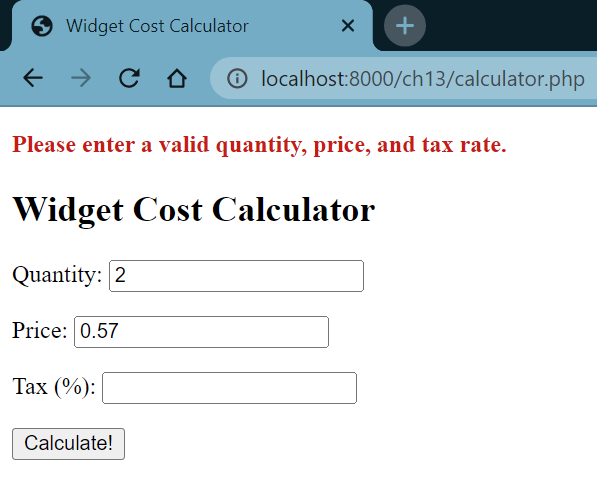 Widget Cost Calculator
localhost:8000/ch13/calculator.php
Please enter a valid quantity, price, and tax rate.
Widget Cost Calculator
Quantity: 2
Price: 0.57
Tax (%):
Calculate!